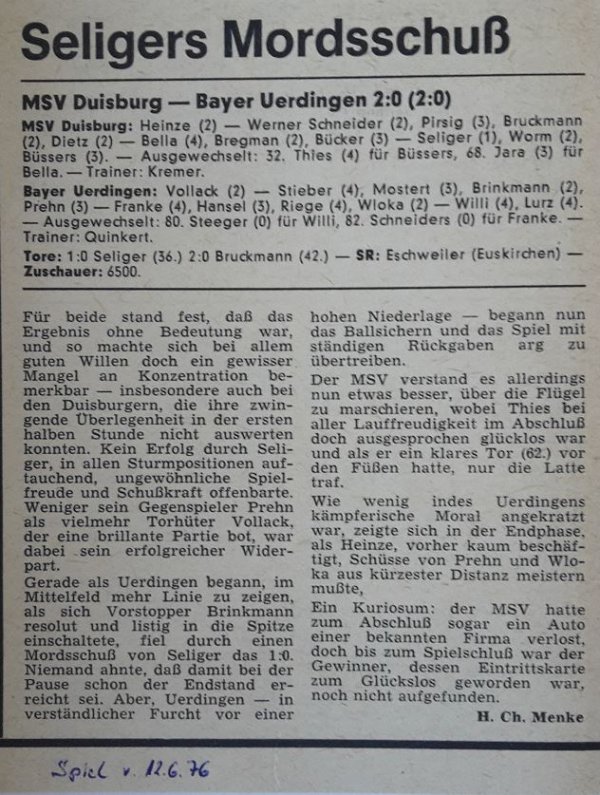 Seligers Mordsschuß
MSV Duisburg — Bayer Uerdingen 2:0 (2:0)
MSV Duisburg: Heinze (2) — Werner Schneider (2), Pirsig (3), Bruckmann
(2), Dietz (2) — Bella (4), Bregman (2), Bücker (3) — Seliger (1), Worm (2),
Büssers (3). — Ausgewechselt: 32. Thies (4) für Büssers, 68. Jara (3) für
Bella. — Trainer: Kremer.
Bayer Uerdingen: Vollack (2) — Stieber (4), Mostert (3), Brinkmann (2),
Prehn (3) — Franke (4), Hansel (3), Riege (4), Wloka (2) — Willi (4), Lurz (4).
— Ausgewechselt: 80. Steeger (0) für Willi, 82. Schneiders (0) für Franke. —
Trainer: Quinkert.
Tore: 1:0 Seliger (36.) 2:0 Bruckmann (42.) — SR: Eschweiler (Euskirchen) —
Zuschauer: 6500.
Für beide stand fest, daß das
Ergebnis ohne Bedeutung war,
und so machte sich bei allem
guten Willen doch ein gewisser
Mangel an Konzentration be-
merkbar — insbesondere auch bei
den Duisburgern, die ihre zwin-
gende Überlegenheit in der ersten
halben Stunde nicht auswerten
konnten. Kein Erfolg durch Seli-
ger, in allen Sturmpositionen auf-
tauchend, ungewöhnliche Spiel-
freude und Schußkraft offenbarte.
Weniger sein Gegenspieler Prehn
als vielmehr Torhüter Vollack,
der eine brillante Partie bot, war
dabei sein erfolgreicher Wider-
part.
Gerade als Uerdingen begann, im
Mittelfeld mehr Linie zu zeigen,
als sich Vorstopper Brinkmann
resolut und listig in die Spitze
einschaltete, fiel durch einen
Mordsschuß von Seliger das 1:0.
Niemand ahnte, daß damit bei der
Pause schon der Endstand er-
reicht sei. Aber, Uerdingen — in
verständlicher Furcht vor einer
hohen Niederlage — begann nun
das Ballsichern und das Spiel mit
ständigen Rückgaben arg zu
übertreiben.
Der MSV verstand es allerdings
nun etwas besser, über die Flügel
zu marschieren, wobei Thies bei
aller Lauffreudigkeit im Abschluß
doch ausgesprochen glücklos war
und als er ein klares Tor (62.) vor
den Füßen hatte, nur die Latte
traf.
Wie wenig indes Uerdingens
kämpferische Moral angekratzt
war, zeigte sich in der Endphase,
als Heinze, vorher kaum beschäf-
tigt, Schüsse von Prehn und Wlo-
ka aus kürzester Distanz meistern
mußte,
Ein Kuriosum: der MSV hatte
zum Abschluß sogar ein Auto
einer bekannten Firma verlost,
doch bis zum Spielschluß war der
Gewinner, dessen Eintrittskarte
zum Glückslos geworden war,
noch nicht aufgefunden.
H. Ch. Menke
Spiel v. 12.6.76